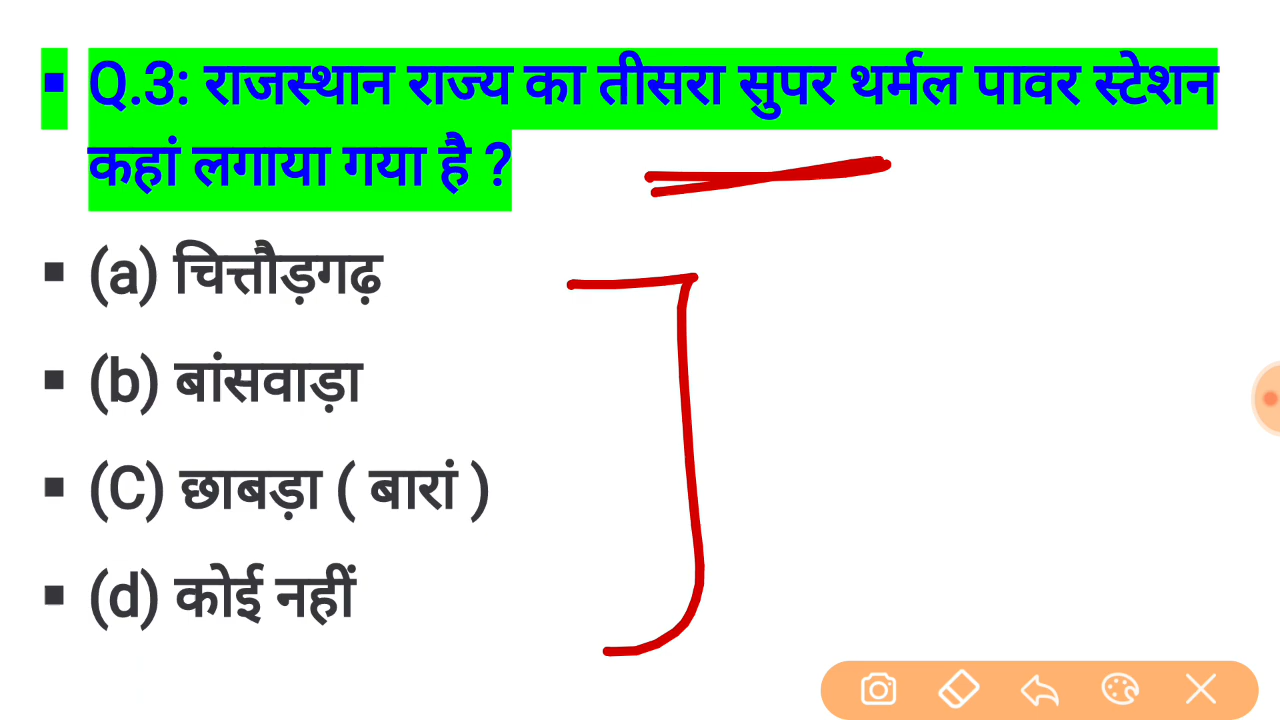 ▪ Q.3: राजस्थान राज्य का तीसरा सुपर थर्मल पावर स्टेशन
कहां लगाया गया है ?
▪ (a) चित्तौड़गढ़
▪ (b) बांसवाड़ा
▪ (C) छाबड़ा ( बारां )
▪ (d) कोई नहीं